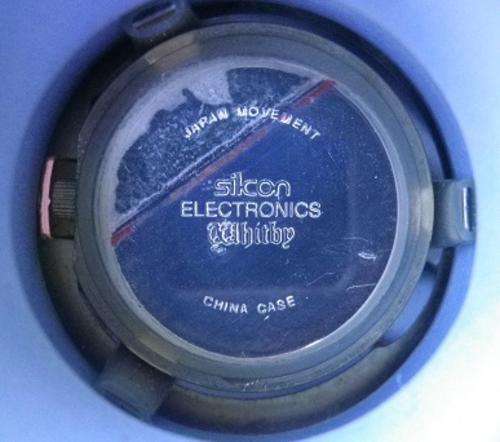 JAPAN MOVEMENT
silcon
ELECTRONICS
Whitby
CHINA CASE